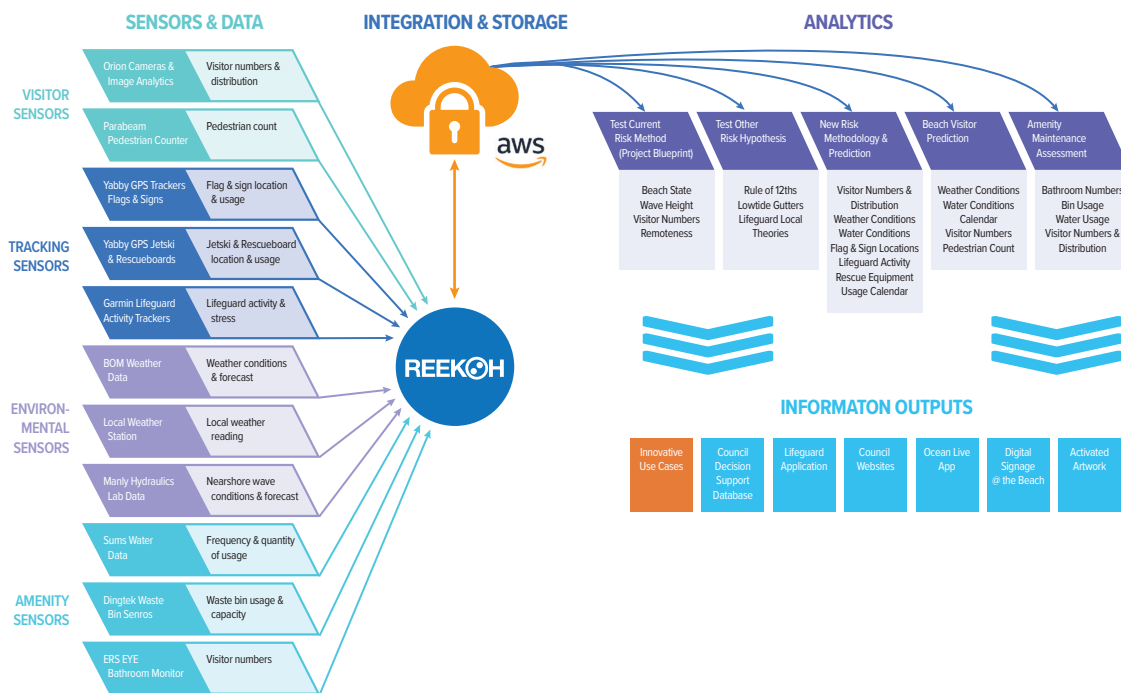 SENSORS & DATA
INTEGRATION & STORAGE
ANALYTICS
VISITOR
SENSORS
Orion Cameras &
Image Analytics
Visitor numbers &
distribution
Parabeam
Pedestrian Counter
Pedestrian count
TRACKING
SENSORS
Yabby GPS Trackers
Flags & Signs
Flag & sign location
& usage
Yabby GPS Jetski
& Rescueboards
Jetski & Rescueboard
location & usage
Garmin Lifeguard
Activity Trackers
Lifeguard activity &
stress
ENVIRON-
MENTAL
SENSORS
BOM Weather
Data
Weather conditions
& forecast
Local Weather
Station
Local weather
reading
Manly Hydraulics
Lab Data
Nearshore wave
conditions & forecast
AMENITY
SENSORS
Sums Water
Data
Frequency & quantity
of usage
Dingtek Waste
Bin Senros
Waste bin usage &
capacity
ERS EYE
Bathroom Monitor
Visitor numbers
aws
REEKOH
Test Current
Risk Method
(Project Blueprint)
Beach State
Wave Height
Visitor Numbers
Remoteness
Test Other
Risk Hypothesis
Rule of 12ths
Lowtide Gutters
Lifeguard Local
Theories
New Risk
Methodology &
Prediction
Visitor Numbers &
Distribution
Weather Conditions
Water Conditions
Flag & Sign Locations
Lifeguard Activity
Rescue Equipment
Usage Calendar
Beach Visitor
Prediction
Weather Conditions
Water Conditions
Calendar
Visitor Numbers
Pedestrian Count
Amenity
Maintenance
Assessment
Bathroom Numbers
Bin Usage
Water Usage
Visitor Numbers &
Distribution
INFORMATON OUTPUTS
Innovative
Use Cases
Council
Decision
Support
Database
Lifeguard
Application
Council
Websites
Ocean Live
App
Digital
Signage
@ the Beach
Activated
Artwork